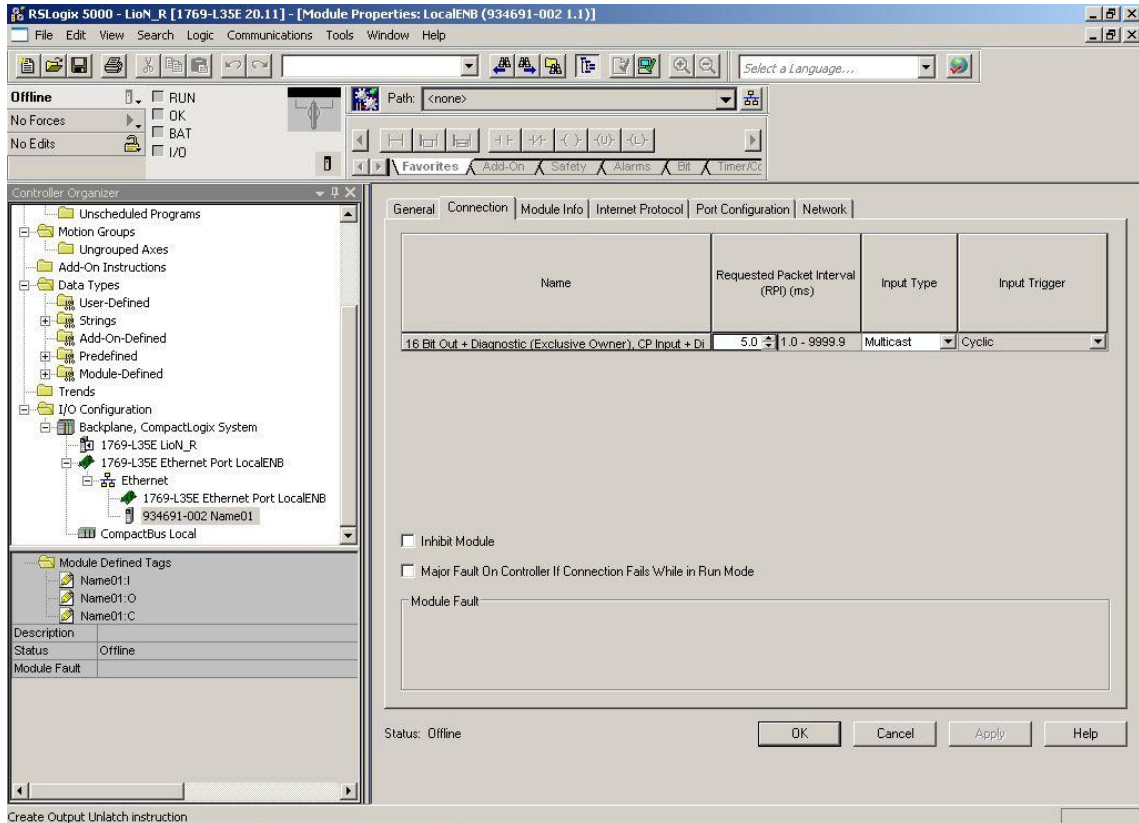 RSLogix 5000 - LioN_R [1769-L35E 20.11] - [Module Properties: LocalENB (934691-002 1.1)]
File Edit View Search Logic Communications Tools Window Help
Select a Language...
Offline
RUN
Path: <none>
No Forces
OK
No Edits
BAT
I/O
Favorites Add-On Safety Alarms Bit Timer/Cc
Controller Organizer
Unscheduled Programs
Motion Groups
Ungrouped Axes
Add-On Instructions
Data Types
User-Defined
Strings
Add-On-Defined
Predefined
Module-Defined
Trends
I/O Configuration
Backplane, CompactLogix System
1769-L35E LioN_R
1769-L35E Ethernet Port LocalENB
Ethernet
1769-L35E Ethernet Port LocalENB
934691-002 Name01
CompactBus Local
Module Defined Tags
Name01:I
Name01:O
Name01:C
Description
Status Offline
Module Fault
General Connection Module Info Internet Protocol Port Configuration Network
Name
Requested Packet Interval
(RPI) (ms)
Input Type
Input Trigger
16 Bit Out + Diagnostic (Exclusive Owner), CP Input + Di 5.0 1.0 - 9999.9 Multicast Cyclic
Inhibit Module
Major Fault On Controller If Connection Fails While in Run Mode
Module Fault
Status: Offline
OK Cancel Apply Help
Create Output Unlatch instruction